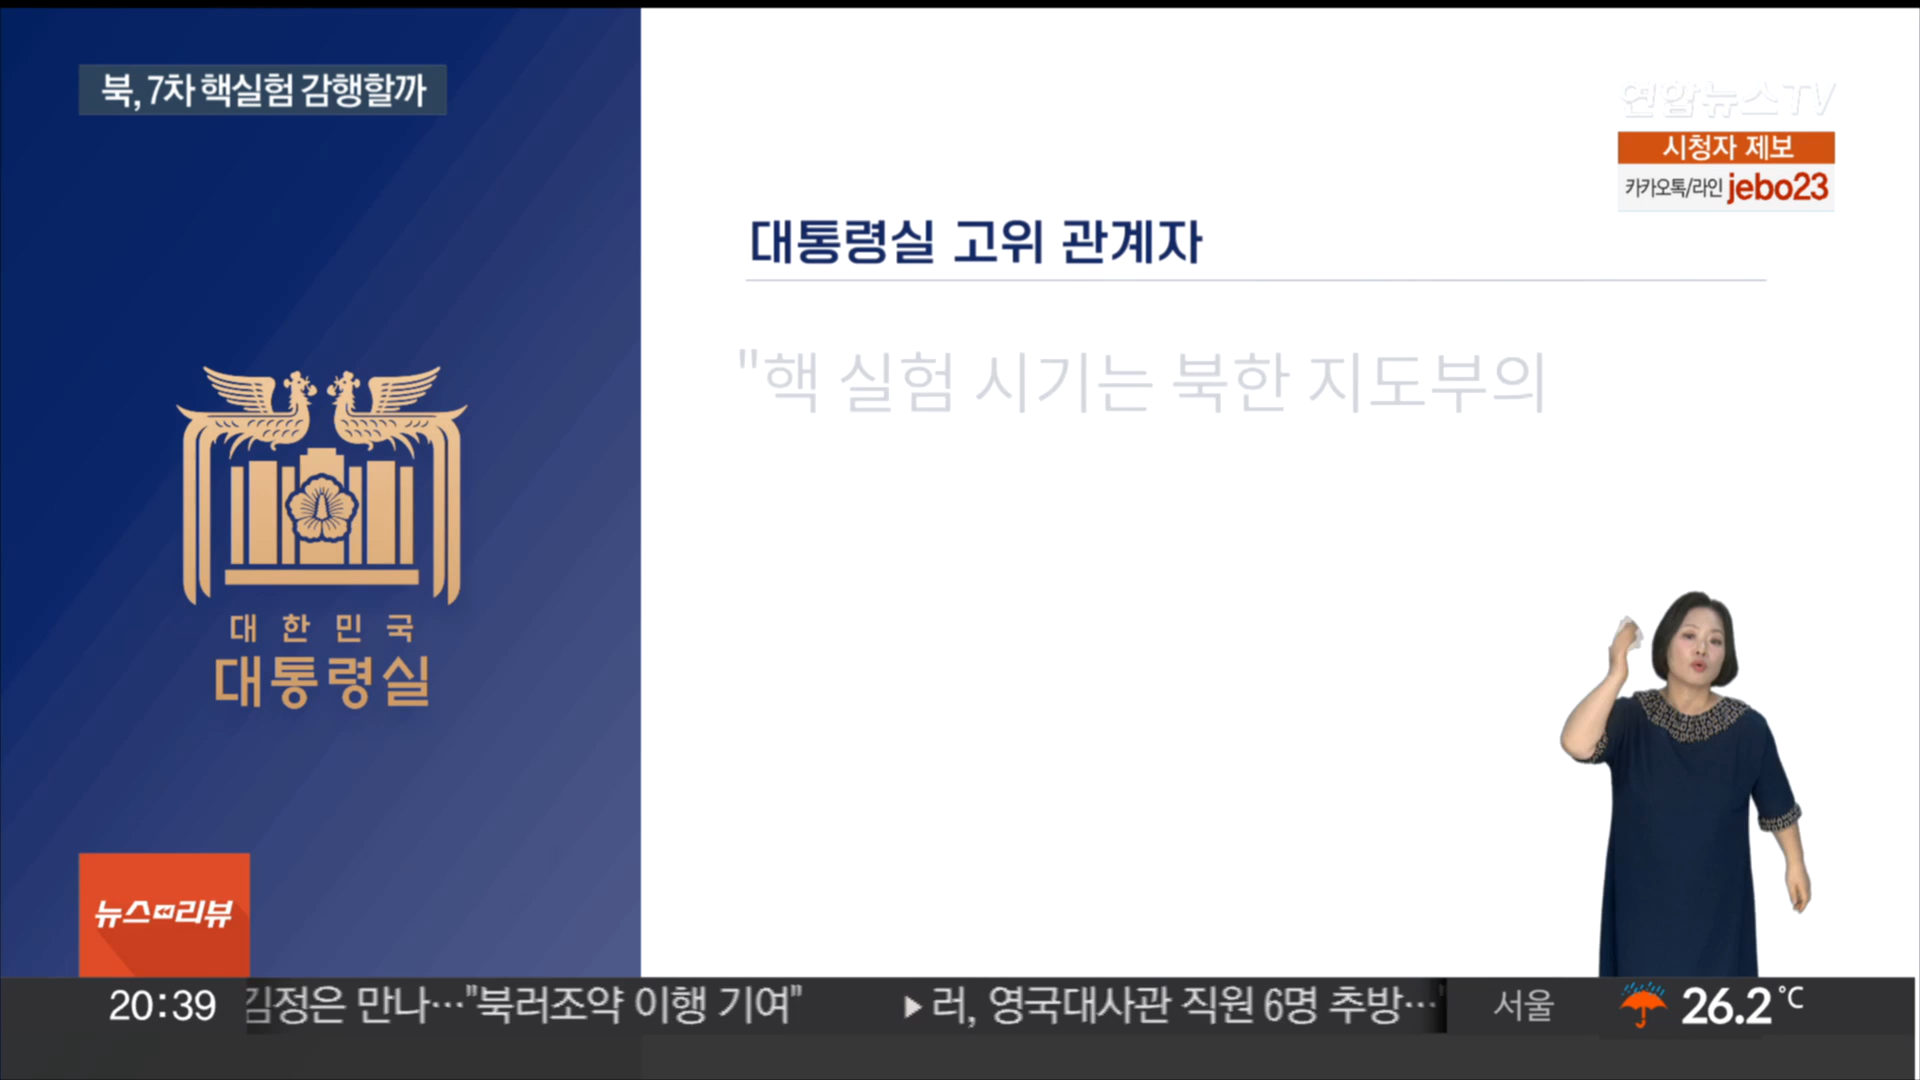 북, 7차 핵실험 감행할까
연합뉴스TV
시청자 제보
카카오톡/라인 jebo23
대통령실 고위 관계자
"핵 실험 시기는 북한 지도부의
대한민국
대통령실
뉴스리뷰
20:39 김정은 만나…"북러조약 이행 기여" ▶러, 영국대사관 직원 6명 추방…" 서울 26.2℃